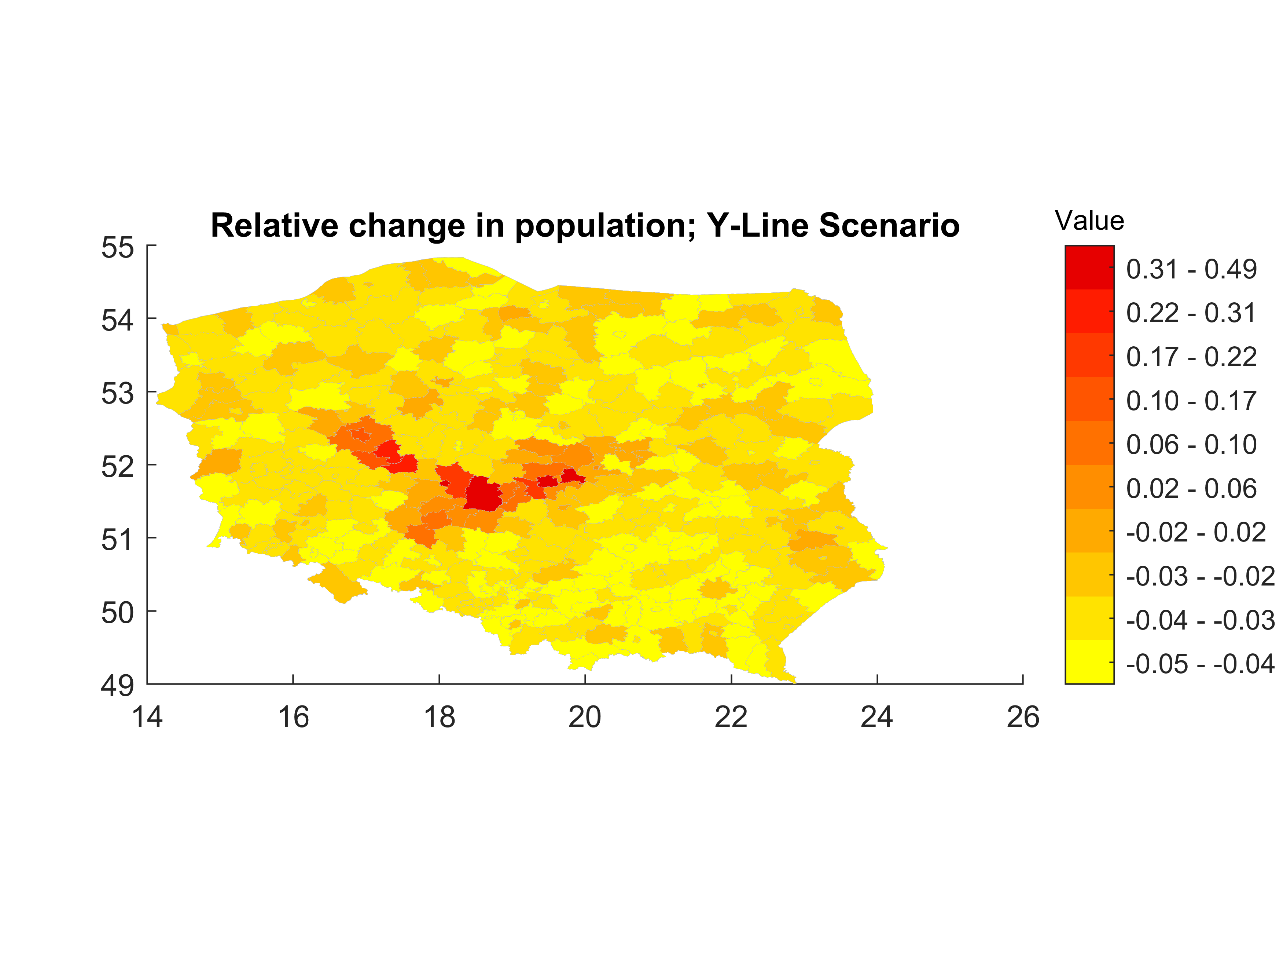 Relative change in population; Y-Line Scenario
Value
55
54
53
52
51
50
49
14 16 18 20 22 24 26
0.31 - 0.49
0.22 - 0.31
0.17 - 0.22
0.10 - 0.17
0.06 - 0.10
0.02 - 0.06
-0.02 - 0.02
-0.03 - -0.02
-0.04 - -0.03
-0.05 - -0.04